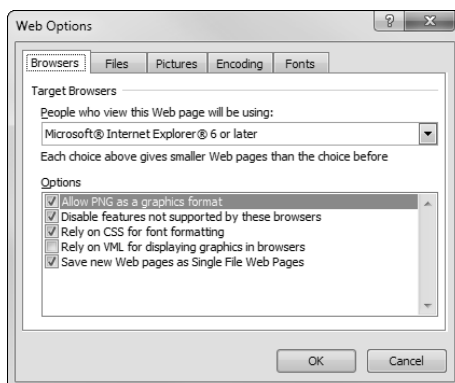 Web Options
Browsers Files Pictures Encoding Fonts
Target Browsers
People who view this Web page will be using:
Microsoft® Internet Explorer® 6 or later
Each choice above gives smaller Web pages than the choice before
Options
Allow PNG as a graphics format
Disable features not supported by these browsers
Rely on CSS for font formatting
Rely on VML for displaying graphics in browsers
Save new Web pages as Single File Web Pages
OK Cancel